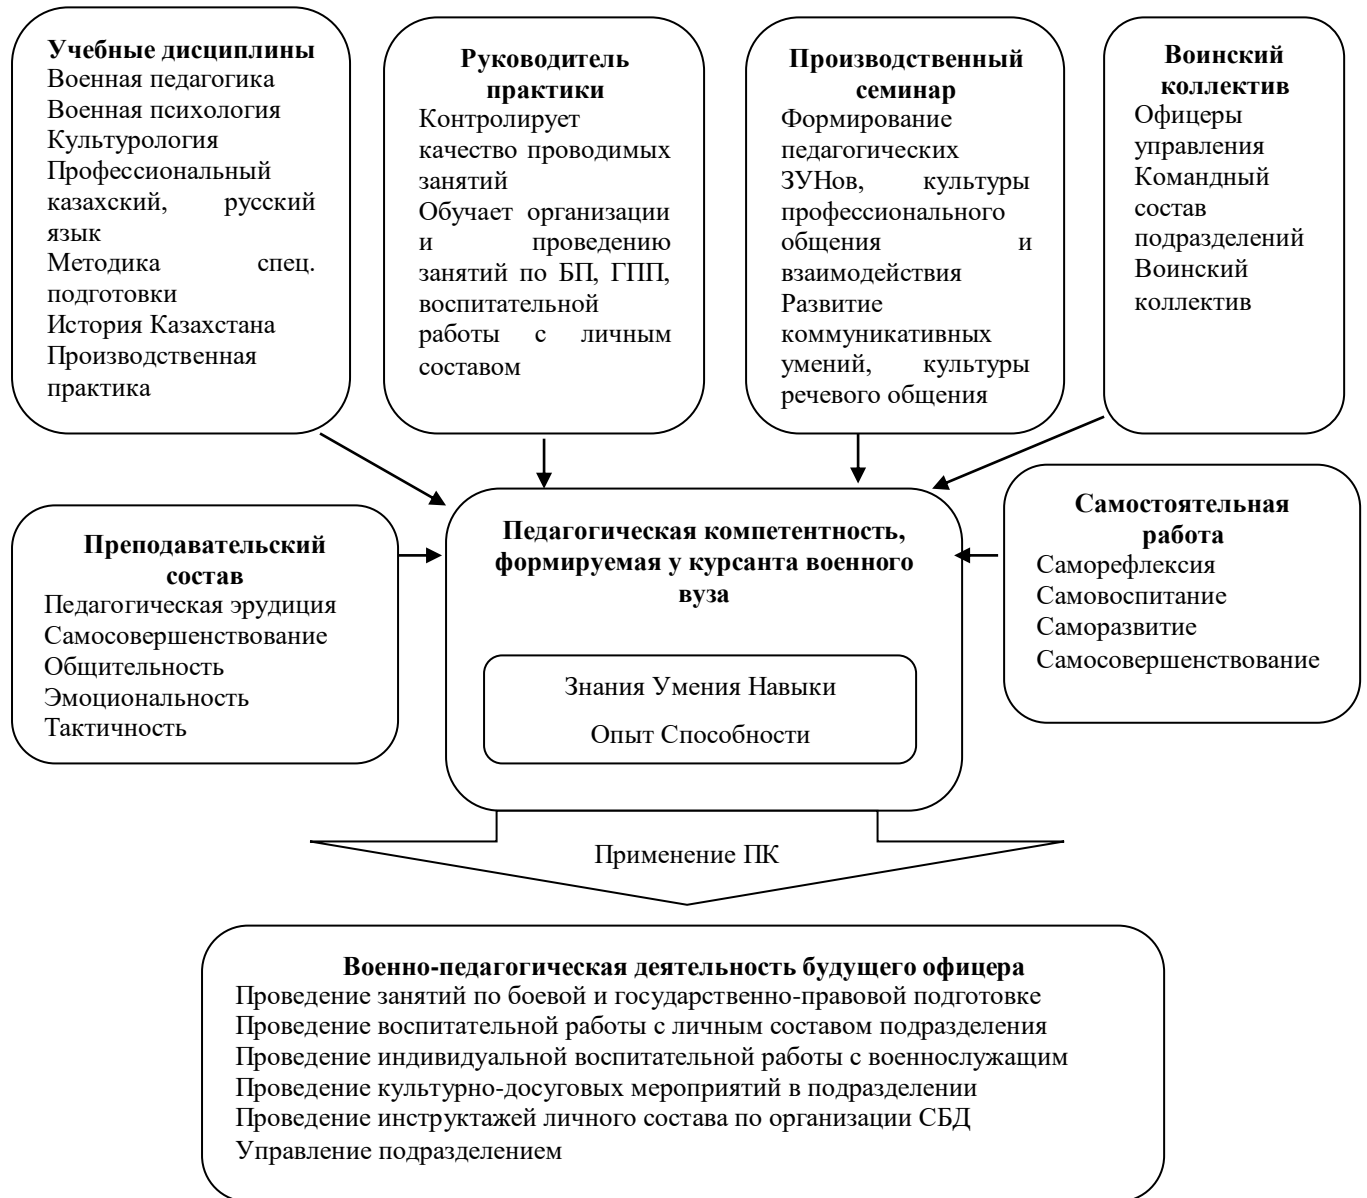 Учебные дисциплины
Военная педагогика
Военная психология
Культурология
Профессиональный
казахский, русский
язык
Методика спец.
подготовки
История Казахстана
Производственная
практика
Руководитель
практики
Контролирует
качество проводимых
занятий
Обучает организации
и проведению
занятий по БП, ГПП,
воспитательной
работы с личным
составом
Производственный
семинар
Формирование
педагогических
ЗУНов, культуры
профессионального
общения и
взаимодействия
Развитие
коммуникативных
умений, культуры
речевого общения
Воинский
коллектив
Офицеры
управления
Командный
состав
подразделений
Воинский
коллектив
Преподавательский
состав
Педагогическая эрудиция
Самосовершенствование
Общительность
Эмоциональность
Тактичность
Педагогическая компетентность,
формируемая у курсанта военного
вуза
Знания Умения Навыки
Опыт Способности
Самостоятельная
работа
Саморефлексия
Самовоспитание
Саморазвитие
Самосовершенствование
Применение ПК
Военно-педагогическая деятельность будущего офицера
Проведение занятий по боевой и государственно-правовой подготовке
Проведение воспитательной работы с личным составом подразделения
Проведение индивидуальной воспитательной работы с военнослужащим
Проведение культурно-досуговых мероприятий в подразделении
Проведение инструктажей личного состава по организации СБД
Управление подразделением